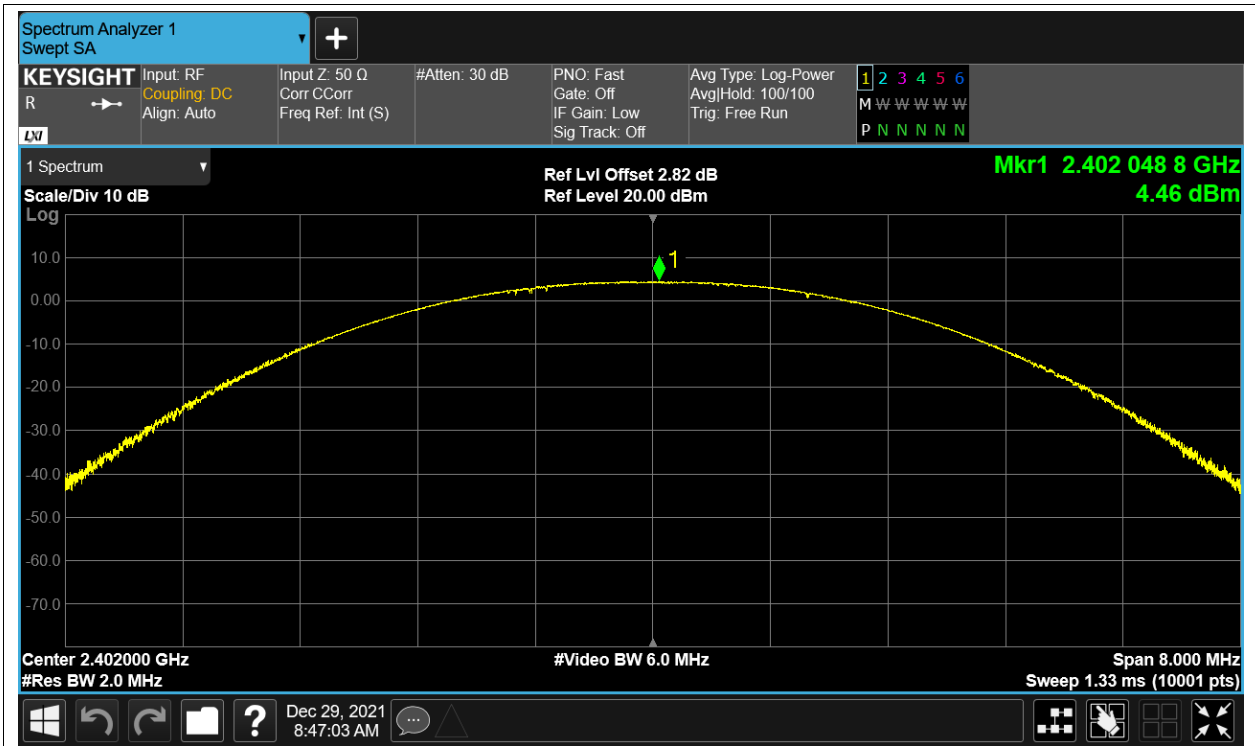 Spectrum Analyzer 1
Swept SA
+
KEYSIGHT
R
LXI
Input: RF
Coupling: DC
Align: Auto
Input Z: 50 Ω
Corr CCorr
Freq Ref: Int (S)
#Atten: 30 dB
PNO: Fast
Gate: Off
IF Gain: Low
Sig Track: Off
Avg Type: Log-Power
Avg|Hold: 100/100
Trig: Free Run
1 2 3 4 5 6
M W W W W W
P N N N N N
1 Spectrum
Scale/Div 10 dB
Log
Ref Lvl Offset 2.82 dB
Ref Level 20.00 dBm
Mkr1 2.402 048 8 GHz
4.46 dBm
1
10.0
0.00
-10.0
-20.0
-30.0
-40.0
-50.0
-60.0
-70.0
Center 2.402000 GHz
#Res BW 2.0 MHz
#Video BW 6.0 MHz
Span 8.000 MHz
Sweep 1.33 ms (10001 pts)
?
Dec 29, 2021
8:47:03 AM